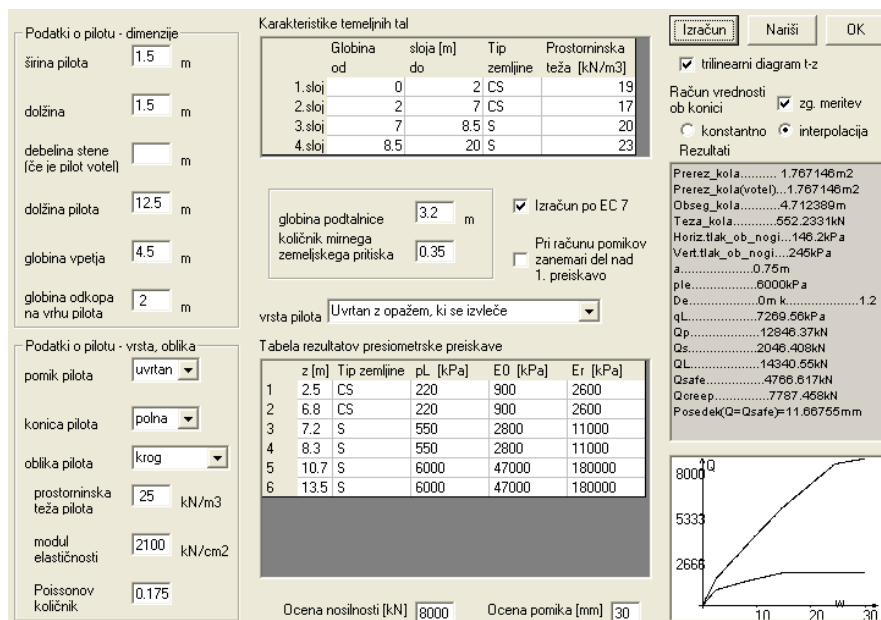 Podatki o pilotu - dimenzije
širina pilota 1.5 m
dolžina 1.5 m
debelina stene
(če je pilot votel) m
dolžina pilota 12.5 m
globina vpetja 4.5 m
globina odkopa
na vrhu pilota 2 m
Podatki o pilotu - vrsta, oblika
pomik pilota uvrtan
konica pilota polna
oblika pilota krog
prostorninska
teža pilota 25 kN/m3
modul
elastičnosti 2100 kN/cm2
Poissonov
količnik 0.175
Karakteristike temeljnih tal
Globina sloja [m] Tip Prostorninska
od do zemljine teža [kN/m3]
1.sloj 0 2 CS 19
2.sloj 2 7 CS 17
3.sloj 7 8.5 S 20
4.sloj 8.5 20 S 23
globina podtalnice 3.2 m
količnik mirnega
zemeljskega pritiska 0.35
Izračun po EC 7
Pri računu pomikov
zanemari del nad
1. preiskavo
vrsta pilota Uvrtan z opažem, ki se izvleče
Tabela rezultatov presiometrske preiskave
z [m] Tip zemljine pL [kPa] E0 [kPa] Er [kPa]
1 2.5 CS 220 900 2600
2 6.8 CS 220 900 2600
3 7.2 S 550 2800 11000
4 8.3 S 550 2800 11000
5 10.7 S 6000 47000 180000
6 13.5 S 6000 47000 180000
Ocena nosilnosti [kN] 8000 Ocena pomika [mm] 30
Izračun Nariši OK
trilinearni diagram t-z
Račun vrednosti
ob konici zg. meritev
konstantno interpolacija
Rezultati
Prerez_kola.......... 1.767146m2
Prerez_kola(votel)...1.767146m2
Obseg_kola..........4.712389m
Teza_kola............552.2331kN
Horiz.tlak_ob_nogi...146.2kPa
Vert.tlak_ob_nogi....245kPa
a....................0.75m
ple..................6000kPa
De...................0m k...............1.2
qL...................7269.56kPa
Qp...................12846.37kN
Qs...................2046.408kN
QL...................14340.55kN
Qsafe................4766.617kN
Qcreep...............7787.458kN
Posedek(Q=Qsafe)=11.66755mm
8000 Q
5333
2666
W
10 20 30